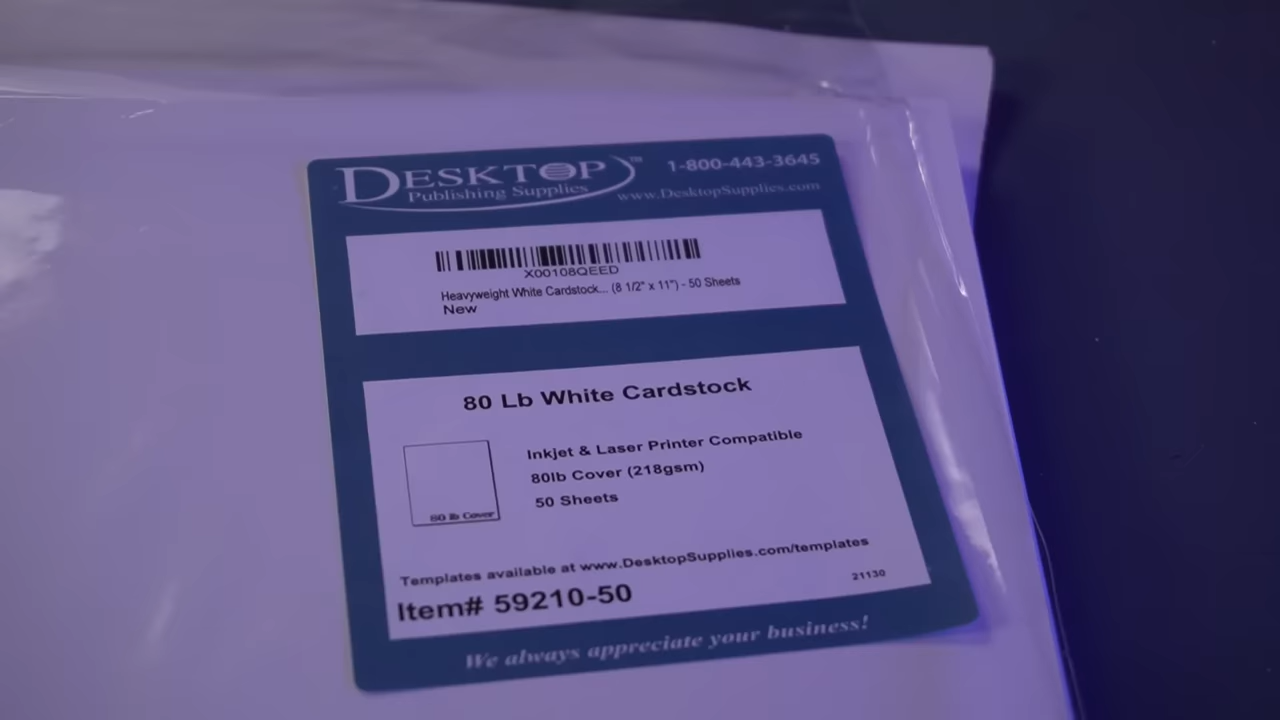 DESKTOP™
Publishing Supplies
1-800-443-3645
www.DesktopSupplies.com
X00108QEED
Heavyweight White Cardstock... (8 1/2" x 11") - 50 Sheets
New
80 Lb White Cardstock
80 lb Cover
Inkjet & Laser Printer Compatible
80lb Cover (218gsm)
50 Sheets
Templates available at www.DesktopSupplies.com/templates
Item# 59210-50
21130
We always appreciate your business!